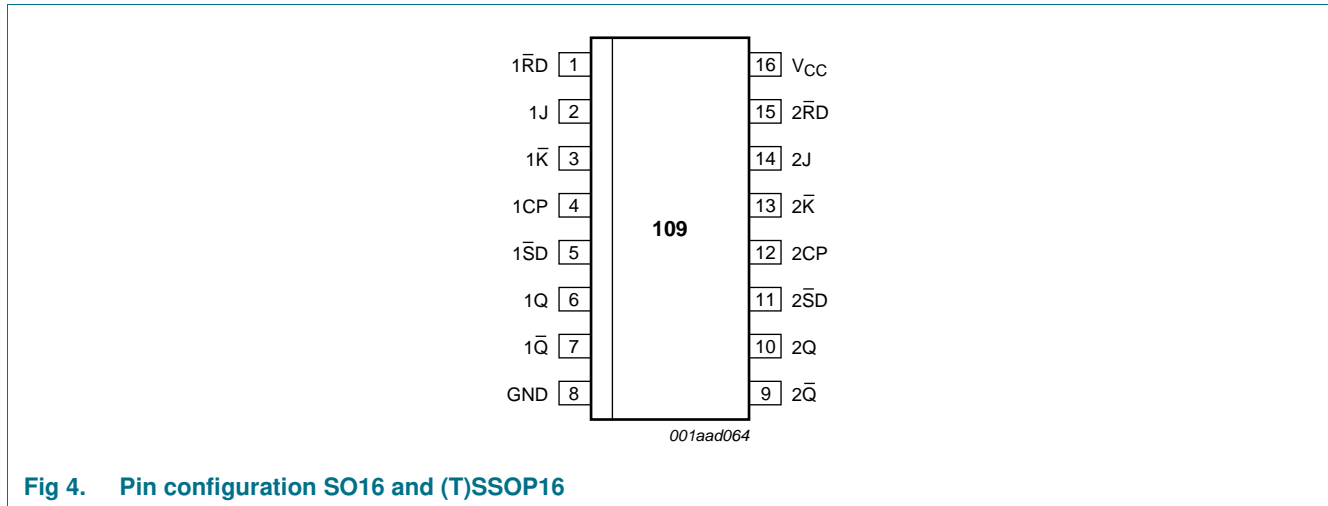 1R̅D 1 16 VCC
1J 2 15 2R̅D
1K̅ 3 14 2J
1CP 4 13 2K̅
109
1S̅D 5 12 2CP
1Q 6 11 2S̅D
1Q̅ 7 10 2Q
GND 8 9 2Q̅
001aad064
Fig 4. Pin configuration SO16 and (T)SSOP16